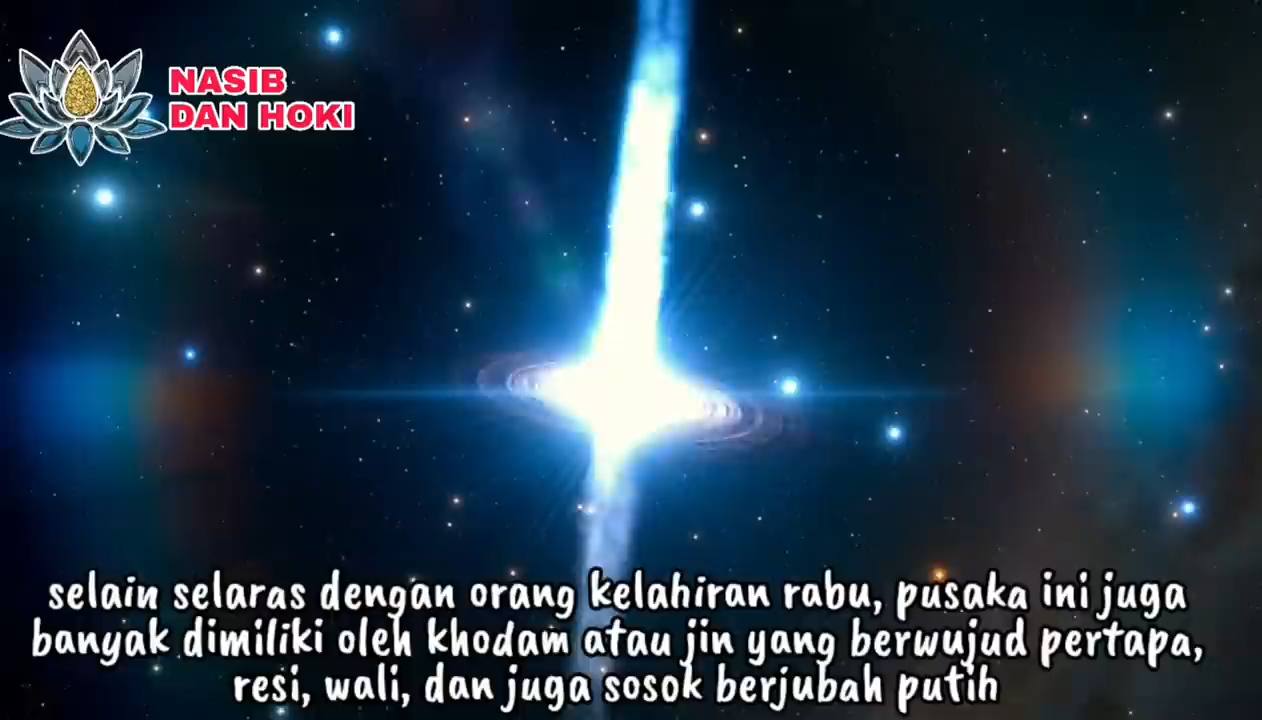 NASIB
DAN HOKI
selain selaras dengan orang kelahiran rabu, pusaka ini juga
banyak dimiliki oleh khodam atau jin yang berwujud pertapa,
resi, wali, dan juga sosok berjubah putih